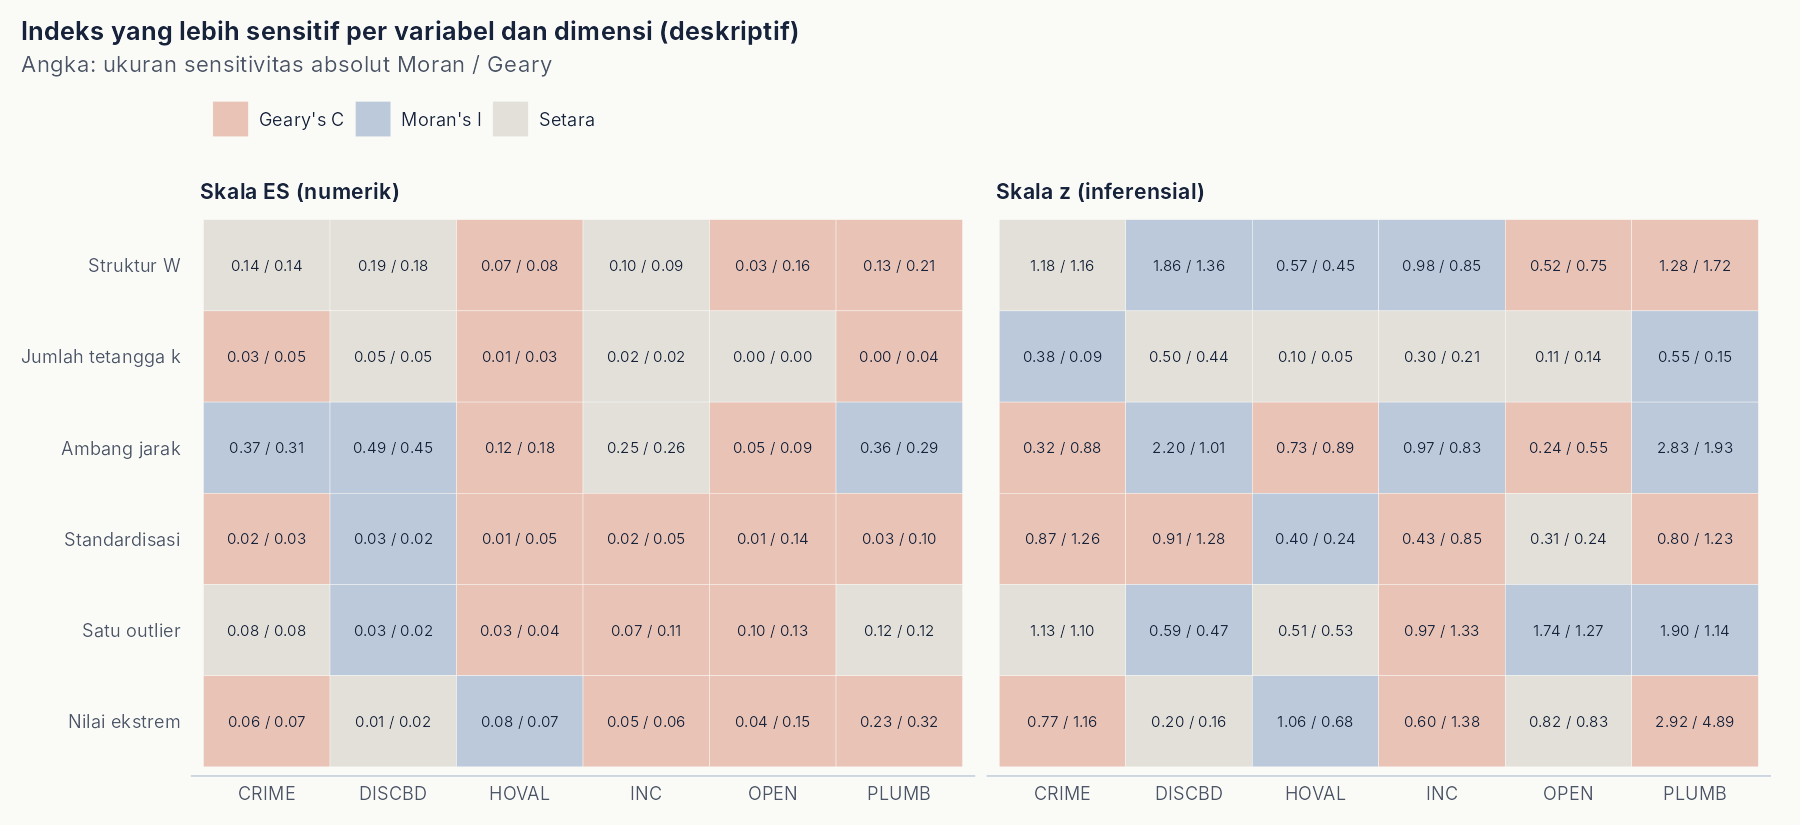 Indeks yang lebih sensitif per variabel dan dimensi (deskriptif)
Angka: ukuran sensitivitas absolut Moran / Geary
Geary's C Moran's I Setara
Skala ES (numerik) Skala z (inferensial)
Struktur W 0.14 / 0.14 0.19 / 0.18 0.07 / 0.08 0.10 / 0.09 0.03 / 0.16 0.13 / 0.21 1.18 / 1.16 1.86 / 1.36 0.57 / 0.45 0.98 / 0.85 0.52 / 0.75 1.28 / 1.72
Jumlah tetangga k 0.03 / 0.05 0.05 / 0.05 0.01 / 0.03 0.02 / 0.02 0.00 / 0.00 0.00 / 0.04 0.38 / 0.09 0.50 / 0.44 0.10 / 0.05 0.30 / 0.21 0.11 / 0.14 0.55 / 0.15
Ambang jarak 0.37 / 0.31 0.49 / 0.45 0.12 / 0.18 0.25 / 0.26 0.05 / 0.09 0.36 / 0.29 0.32 / 0.88 2.20 / 1.01 0.73 / 0.89 0.97 / 0.83 0.24 / 0.55 2.83 / 1.93
Standardisasi 0.02 / 0.03 0.03 / 0.02 0.01 / 0.05 0.02 / 0.05 0.01 / 0.14 0.03 / 0.10 0.87 / 1.26 0.91 / 1.28 0.40 / 0.24 0.43 / 0.85 0.31 / 0.24 0.80 / 1.23
Satu outlier 0.08 / 0.08 0.03 / 0.02 0.03 / 0.04 0.07 / 0.11 0.10 / 0.13 0.12 / 0.12 1.13 / 1.10 0.59 / 0.47 0.51 / 0.53 0.97 / 1.33 1.74 / 1.27 1.90 / 1.14
Nilai ekstrem 0.06 / 0.07 0.01 / 0.02 0.08 / 0.07 0.05 / 0.06 0.04 / 0.15 0.23 / 0.32 0.77 / 1.16 0.20 / 0.16 1.06 / 0.68 0.60 / 1.38 0.82 / 0.83 2.92 / 4.89
CRIME DISCBD HOVAL INC OPEN PLUMB CRIME DISCBD HOVAL INC OPEN PLUMB